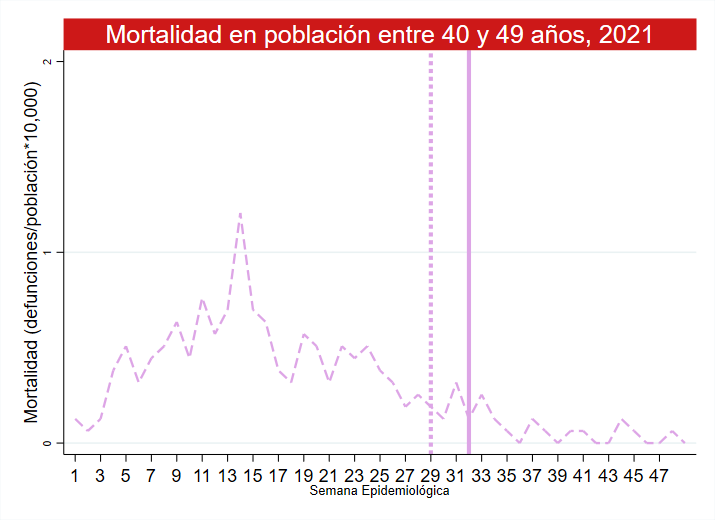 Mortalidad en población entre 40 y 49 años, 2021
Mortalidad (defunciones/población*10,000)
2
1
0
1 3 5 7 9 11 13 15 17 19 21 23 25 27 29 31 33 35 37 39 41 43 45 47
Semana Epidemiológica